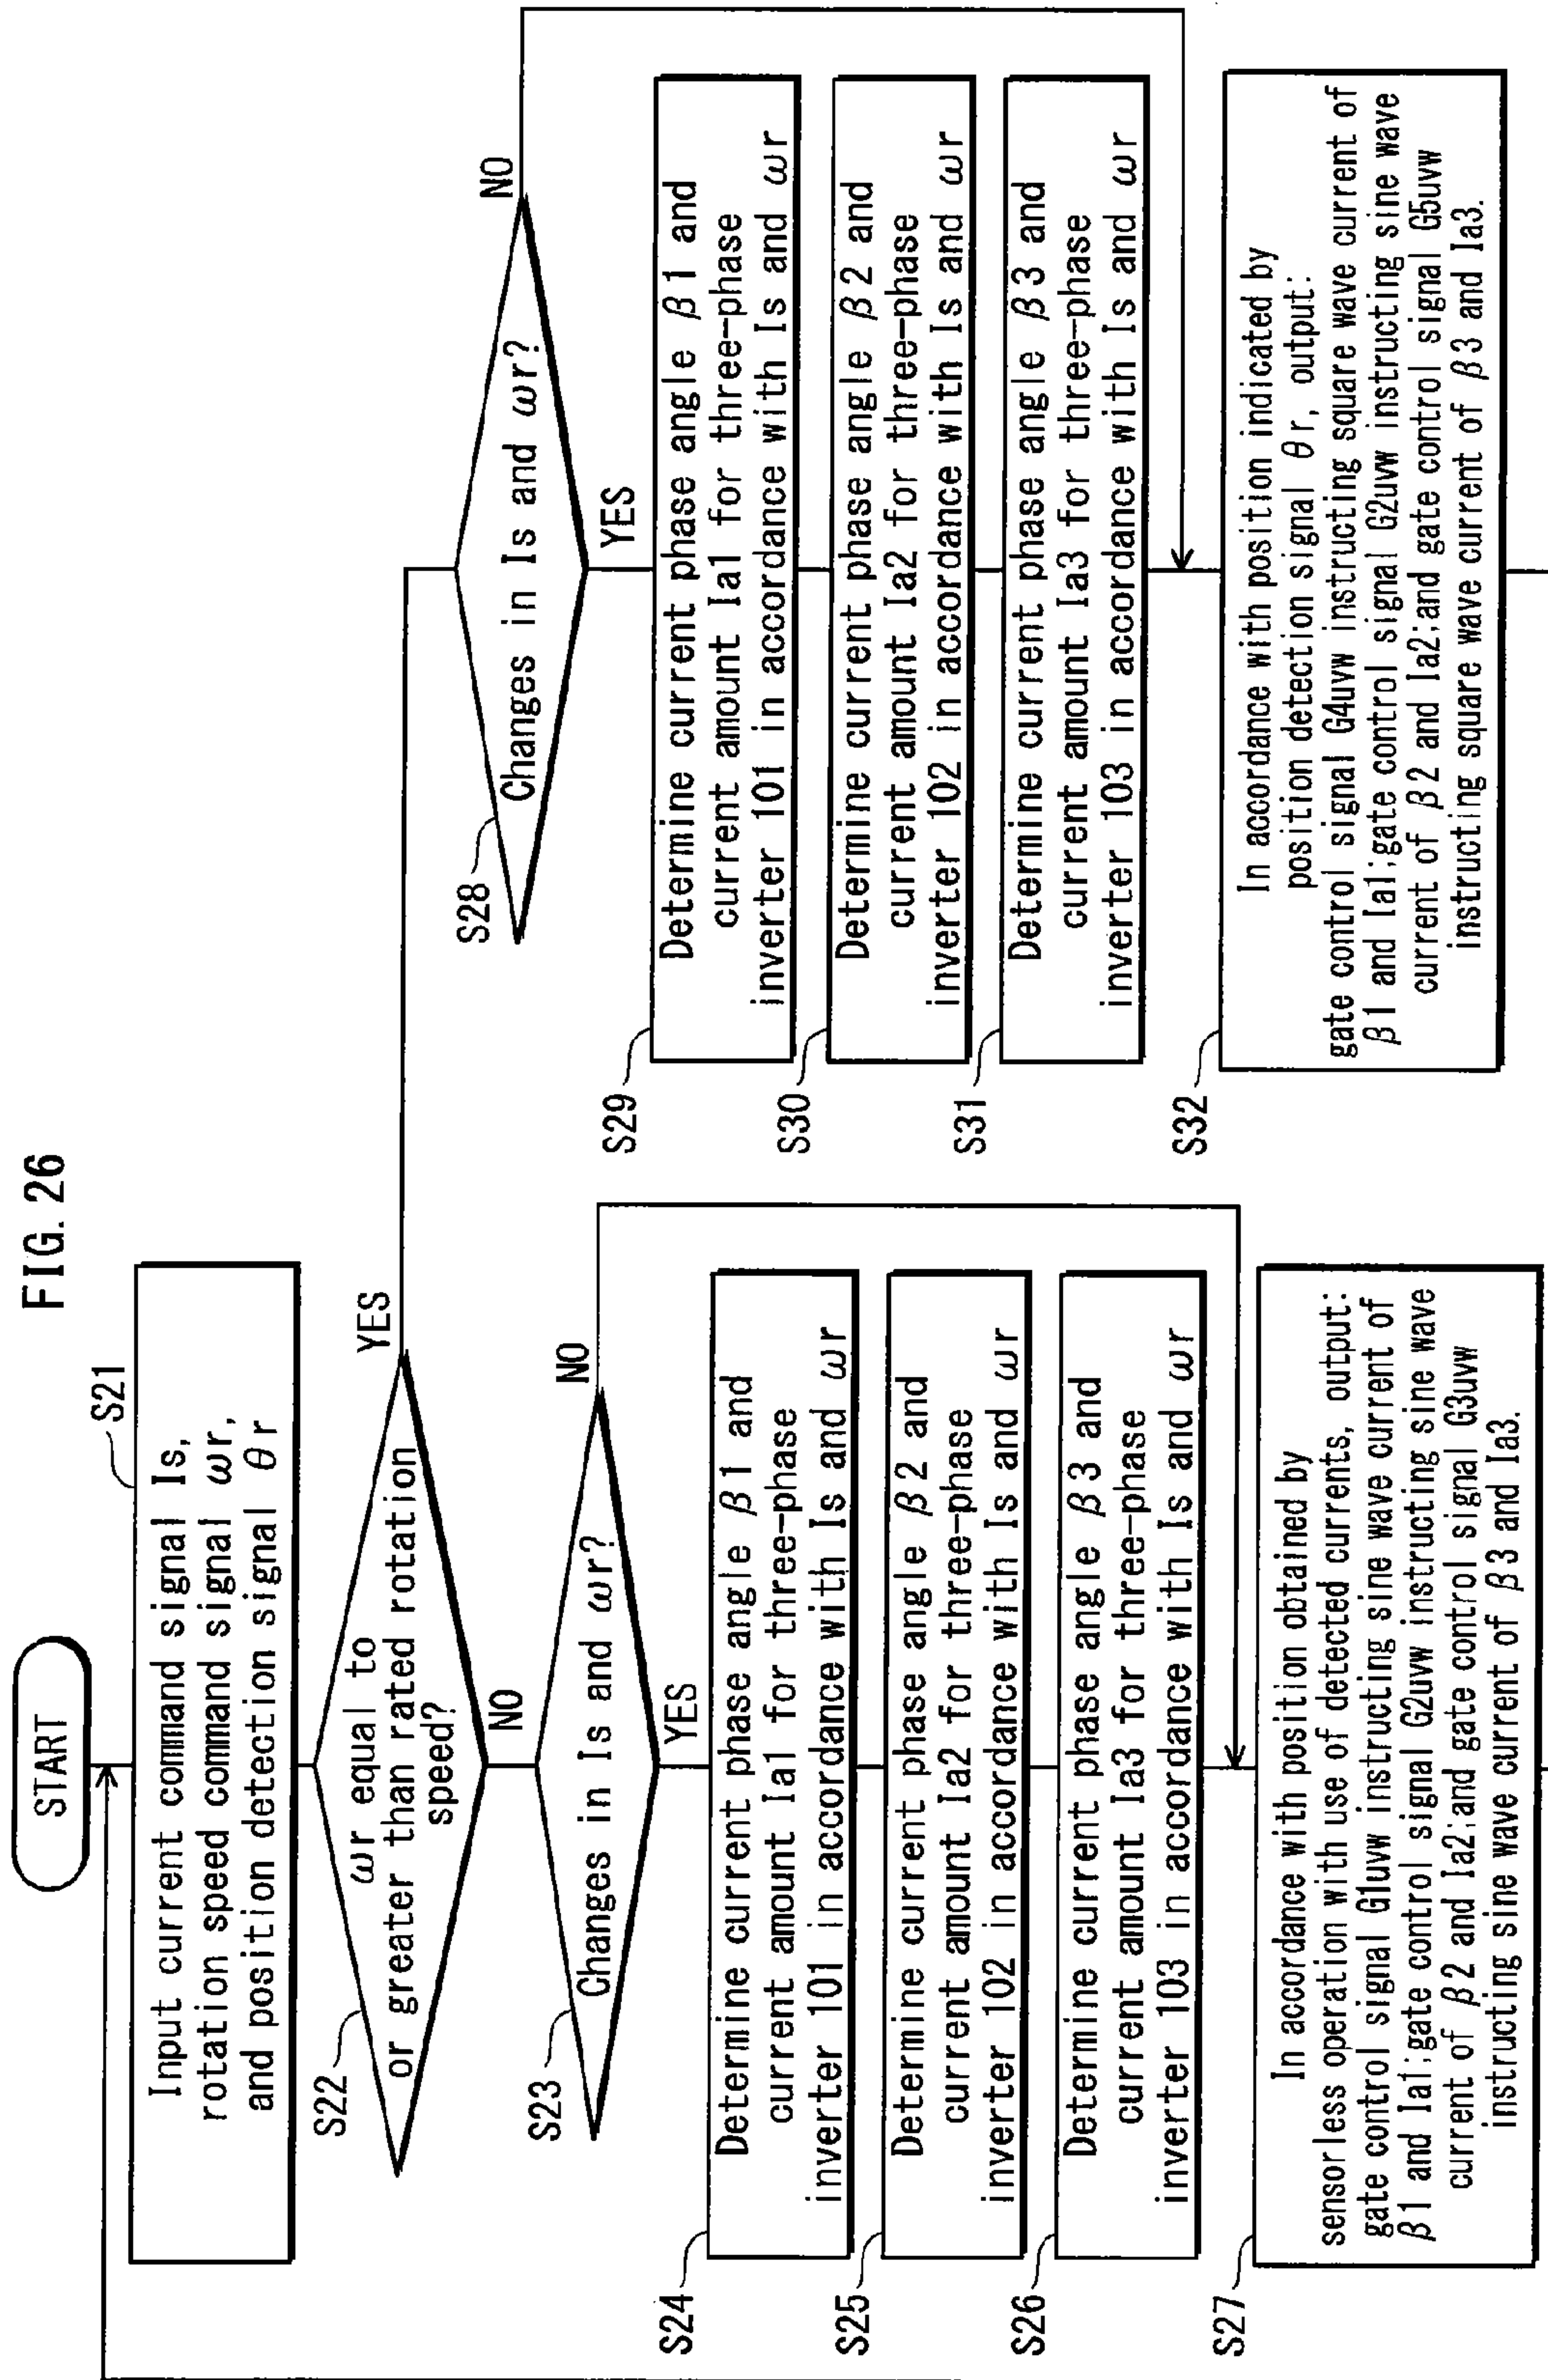 FIG. 26
START
S21
Input current command signal Is,
rotation speed command signal ωr,
and position detection signal θr
S22
ωr equal to
or greater than rated rotation
speed?
YES
NO
S23
Changes in Is and ωr?
NO
YES
S24
Determine current phase angle β1 and
current amount Ia1 for three-phase
inverter 101 in accordance with Is and ωr
S25
Determine current phase angle β2 and
current amount Ia2 for three-phase
inverter 102 in accordance with Is and ωr
S26
Determine current phase angle β3 and
current amount Ia3 for three-phase
inverter 103 in accordance with Is and ωr
S27
In accordance with position obtained by
sensorless operation with use of detected currents, output:
gate control signal G1uvw instructing sine wave current of
β1 and Ia1;gate control signal G2uvw instructing sine wave
current of β2 and Ia2;and gate control signal G3uvw
instructing sine wave current of β3 and Ia3.
S28
Changes in Is and ωr?
NO
YES
S29
Determine current phase angle β1 and
current amount Ia1 for three-phase
inverter 101 in accordance with Is and ωr
S30
Determine current phase angle β2 and
current amount Ia2 for three-phase
inverter 102 in accordance with Is and ωr
S31
Determine current phase angle β3 and
current amount Ia3 for three-phase
inverter 103 in accordance with Is and ωr
S32
In accordance with position indicated by
position detection signal θr, output:
gate control signal G4uvw instructing square wave current of
β1 and Ia1;gate control signal G2uvw instructing sine wave
current of β2 and Ia2;and gate control signal G5uvw
instructing square wave current of β3 and Ia3.